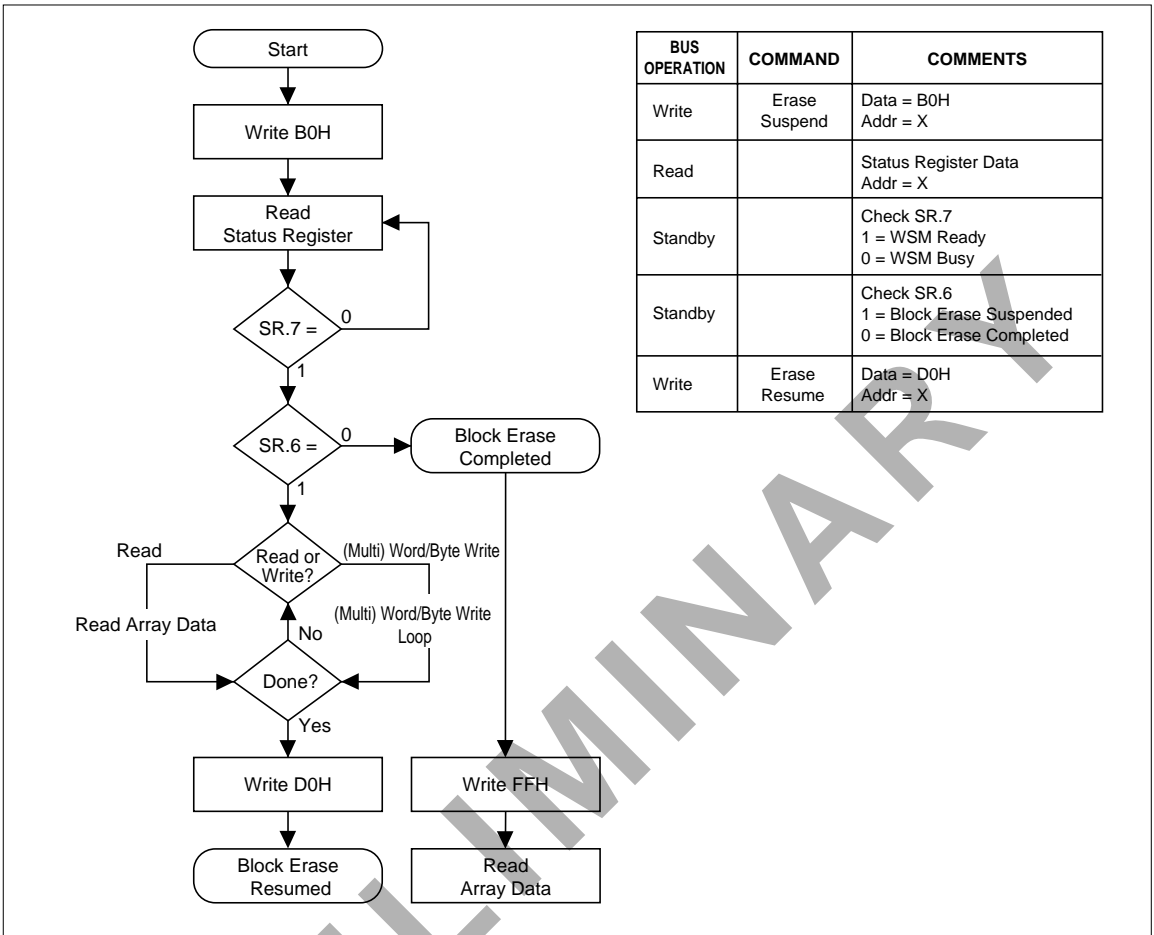 Start
Write B0H
Read
Status Register
SR.7 =
0
1
SR.6 =
0
Block Erase
Completed
1
Read
Read or
Write?
(Multi) Word/Byte Write
Read Array Data
(Multi) Word/Byte Write
Loop
No
Done?
Yes
Write D0H
Write FFH
Block Erase
Resumed
Read
Array Data
BUS
OPERATION
COMMAND
COMMENTS
Write
Erase
Suspend
Data = B0H
Addr = X
Read
Status Register Data
Addr = X
Standby
Check SR.7
1 = WSM Ready
0 = WSM Busy
Standby
Check SR.6
1 = Block Erase Suspended
0 = Block Erase Completed
Write
Erase
Resume
Data = D0H
Addr = X
LIMINARY